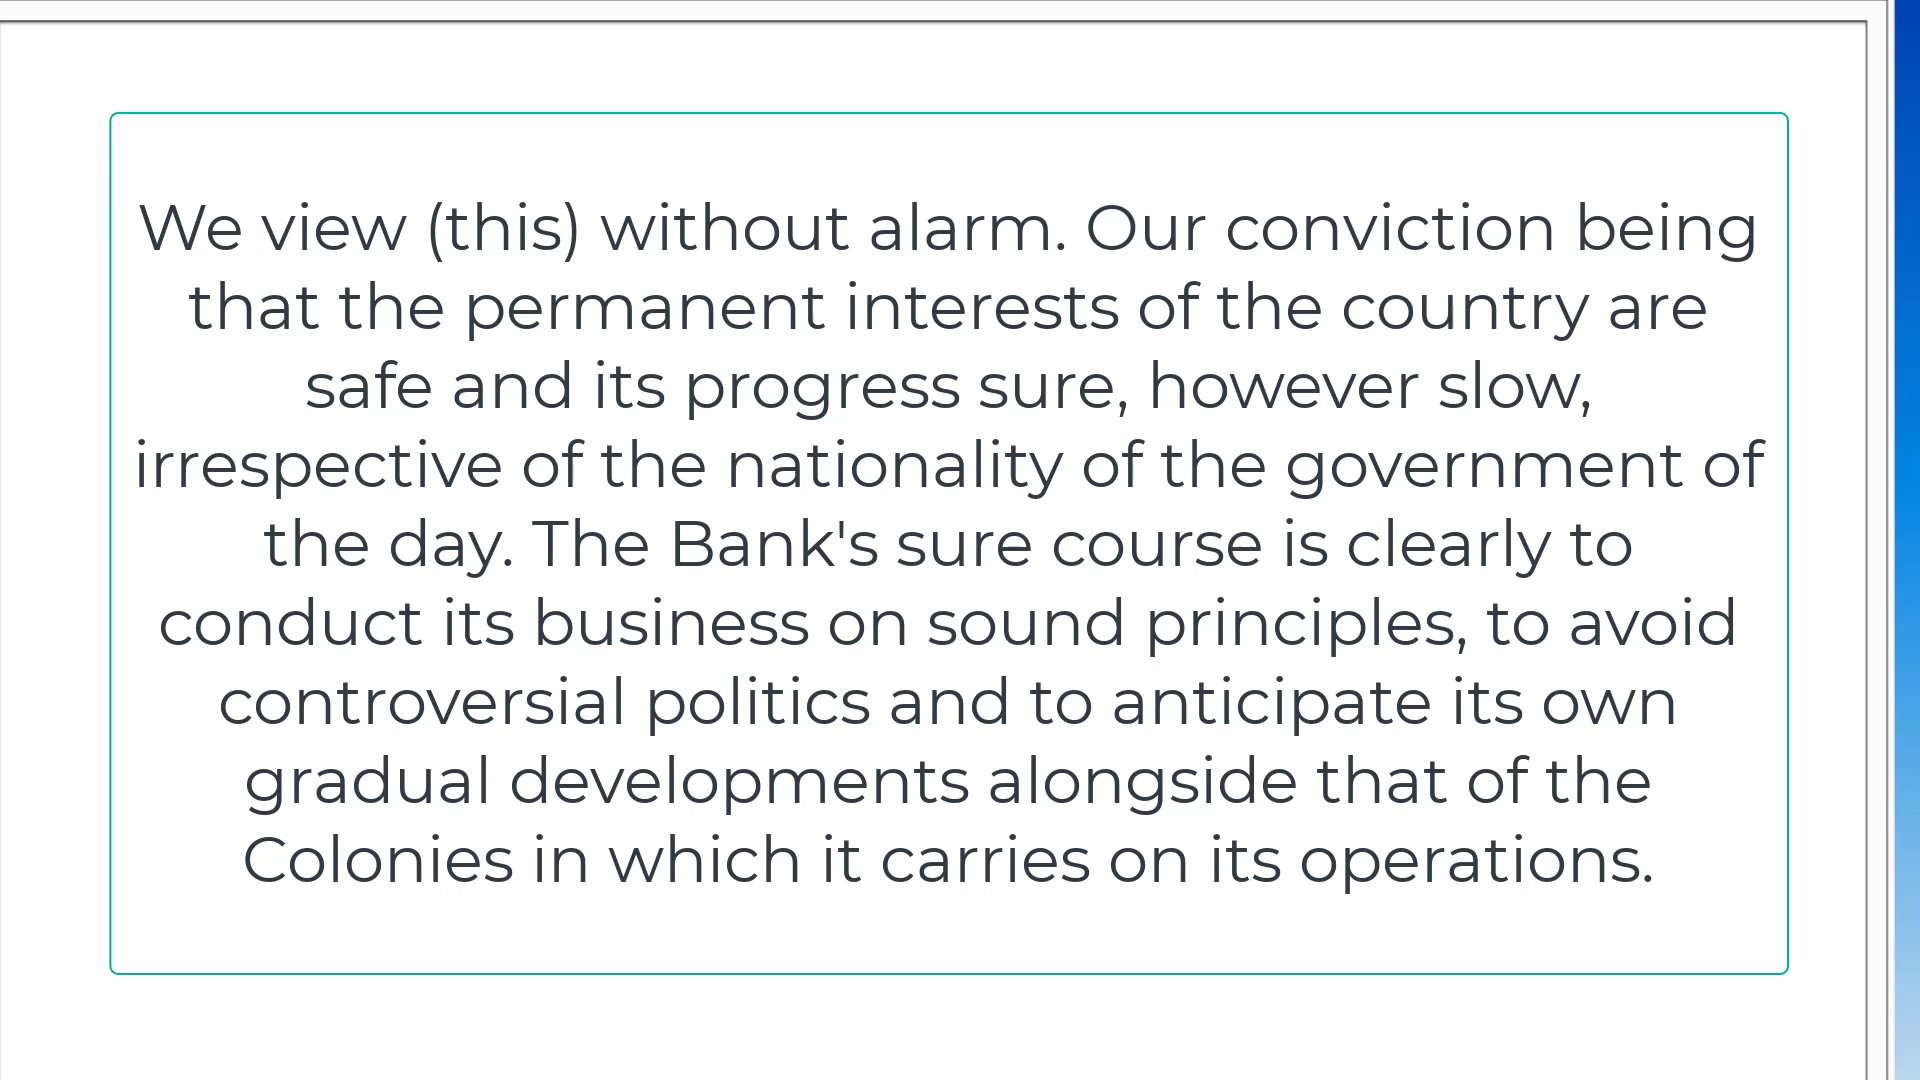 We view (this) without alarm. Our conviction being
that the permanent interests of the country are
safe and its progress sure, however slow,
irrespective of the nationality of the government of
the day. The Bank's sure course is clearly to
conduct its business on sound principles, to avoid
controversial politics and to anticipate its own
gradual developments alongside that of the
Colonies in which it carries on its operations.